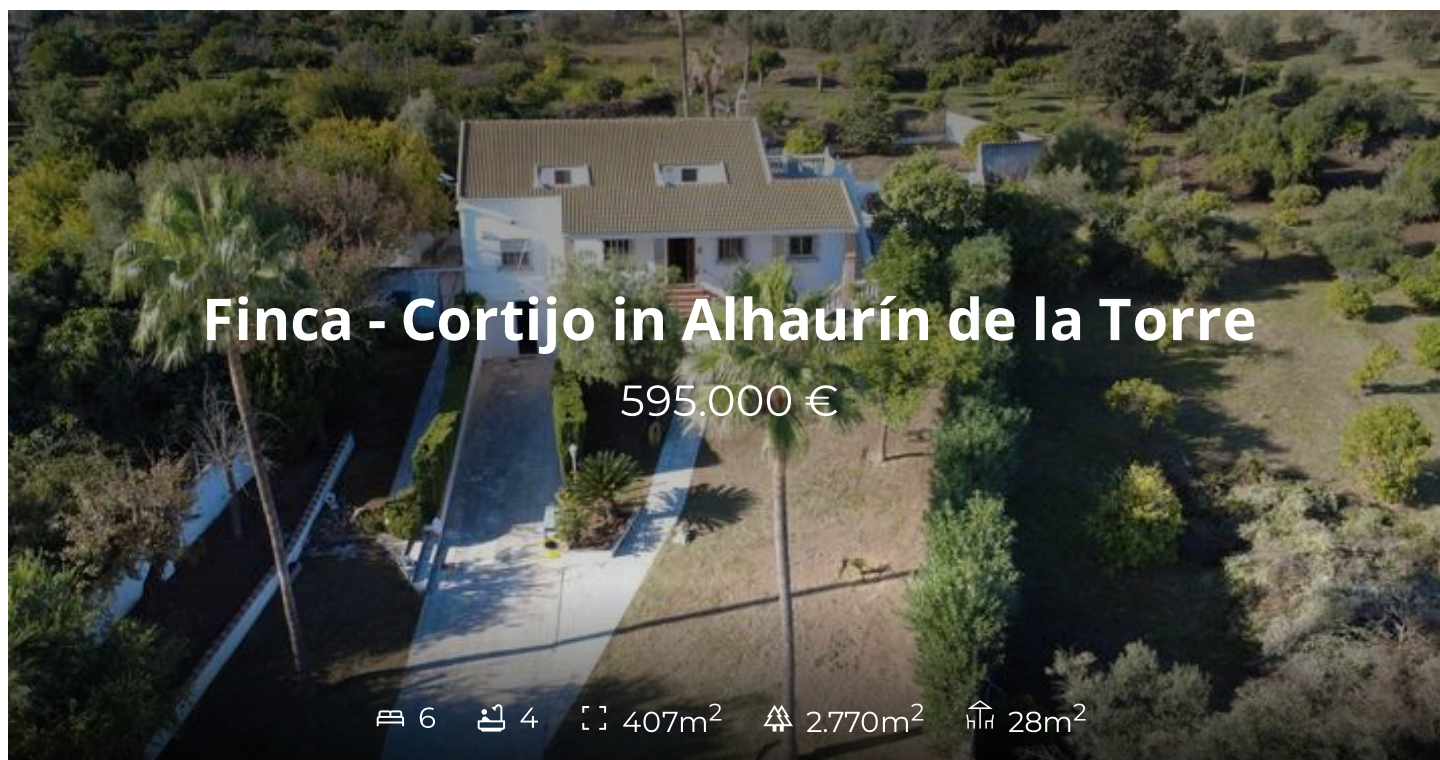 Finca - Cortijo in Alhaurín de la Torre
595.000 €
6 4 407m² 2.770m² 28m²